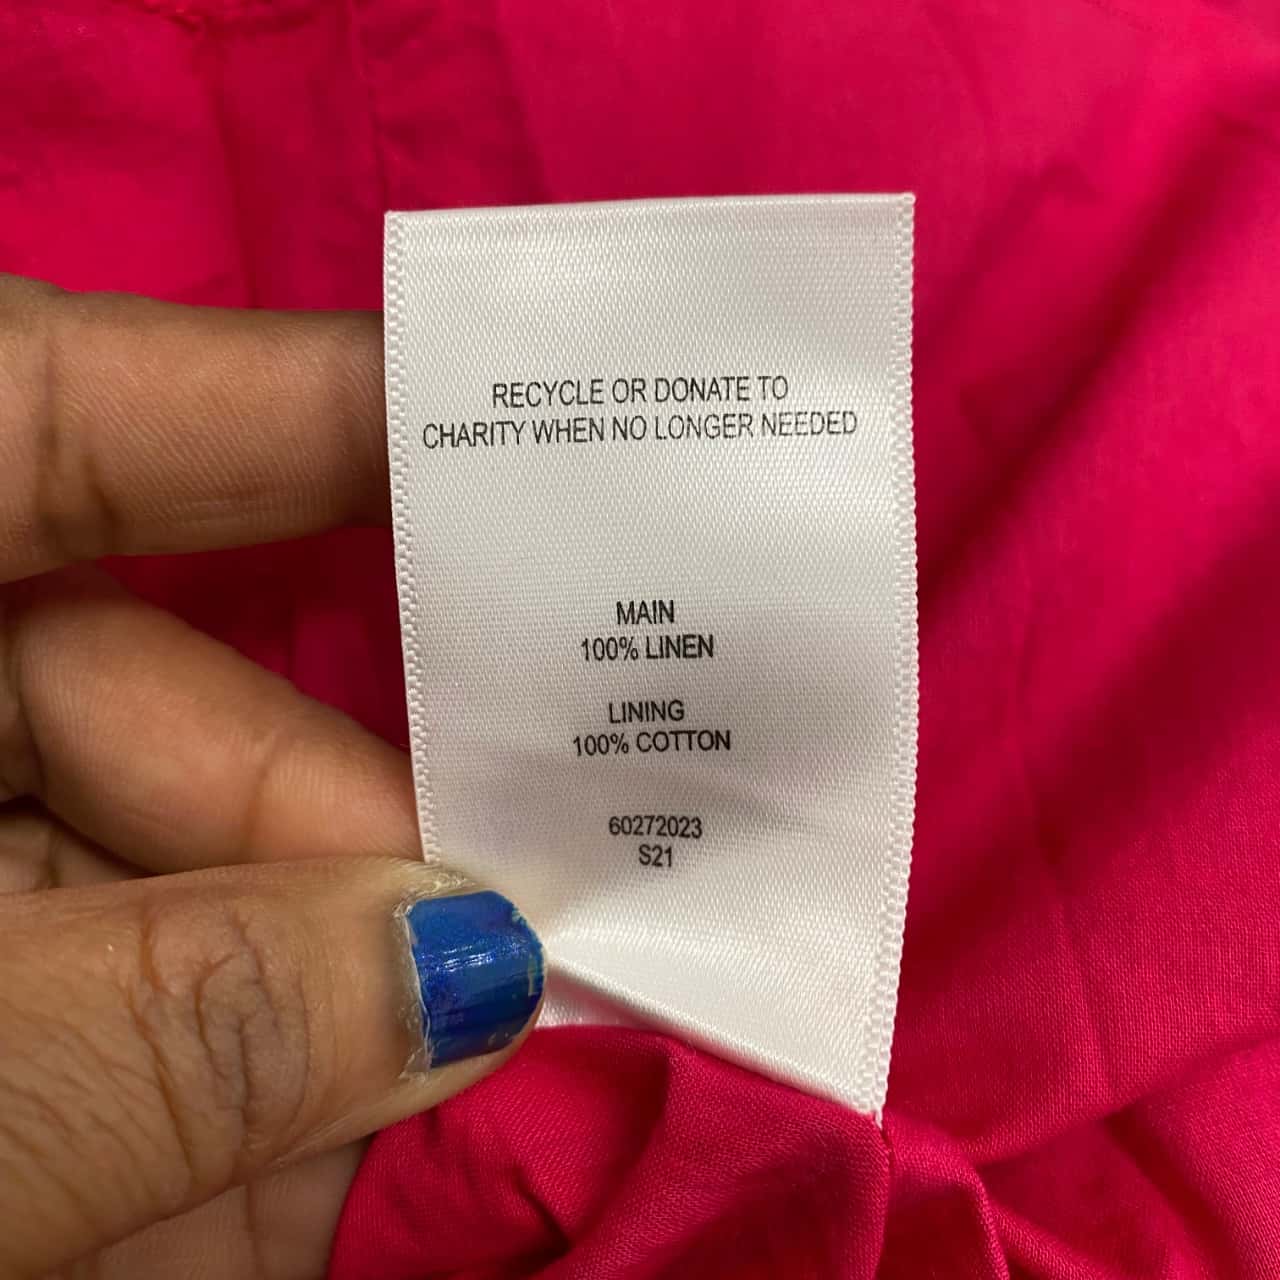 RECYCLE OR DONATE TO
CHARITY WHEN NO LONGER NEEDED
MAIN
100% LINEN
LINING
100% COTTON
60272023
S21